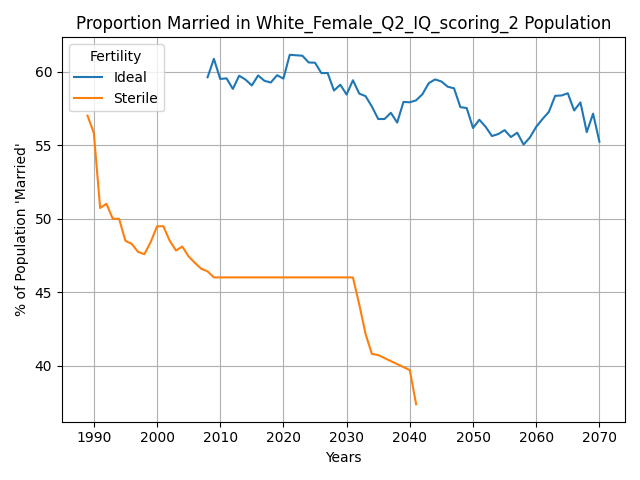 Proportion Married in White_Female_Q2_IQ_scoring_2 Population
Fertility
Ideal
Sterile
% of Population 'Married'
60
55
50
45
40
1990 2000 2010 2020 2030 2040 2050 2060 2070
Years